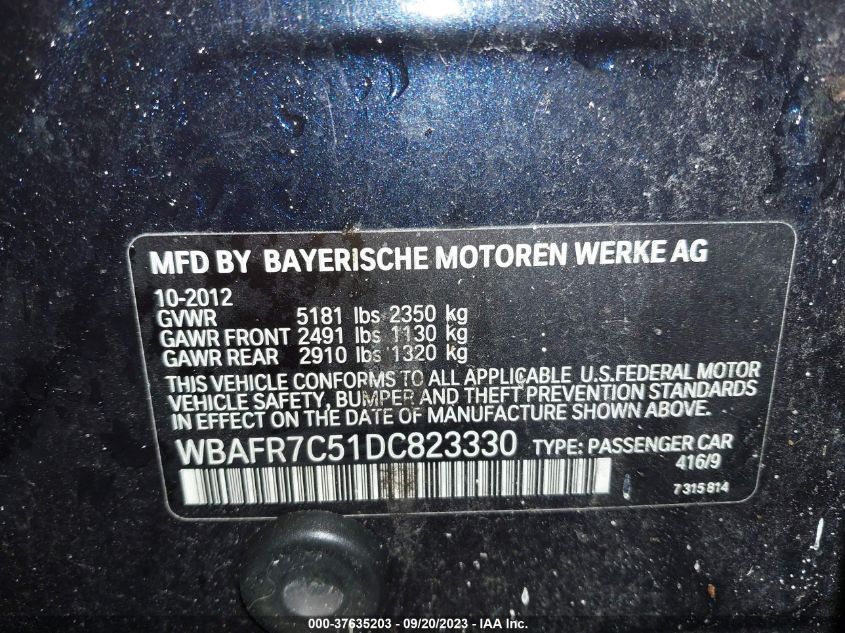 MFD BY BAYERISCHE MOTOREN WERKE AG
10-2012
GVWR 5181 lbs 2350 kg
GAWR FRONT 2491 lbs 1130 kg
GAWR REAR 2910 lbs 1320 kg
THIS VEHICLE CONFORMS TO ALL APPLICABLE U.S.FEDERAL MOTOR
VEHICLE SAFETY, BUMPER AND THEFT PREVENTION STANDARDS
IN EFFECT ON THE DATE OF MANUFACTURE SHOWN ABOVE.
WBAFR7C51DC823330 TYPE: PASSENGER CAR
416/9
7 315 814
000-37635203 - 09/20/2023 - IAA Inc.